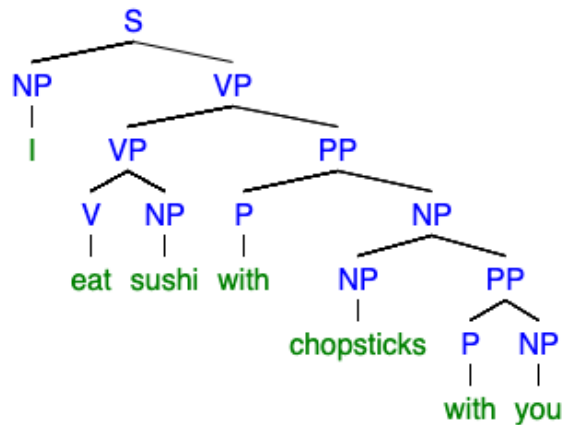 S
NP VP
I VP PP
V NP P NP
eat sushi with NP PP
chopsticks P NP
with you